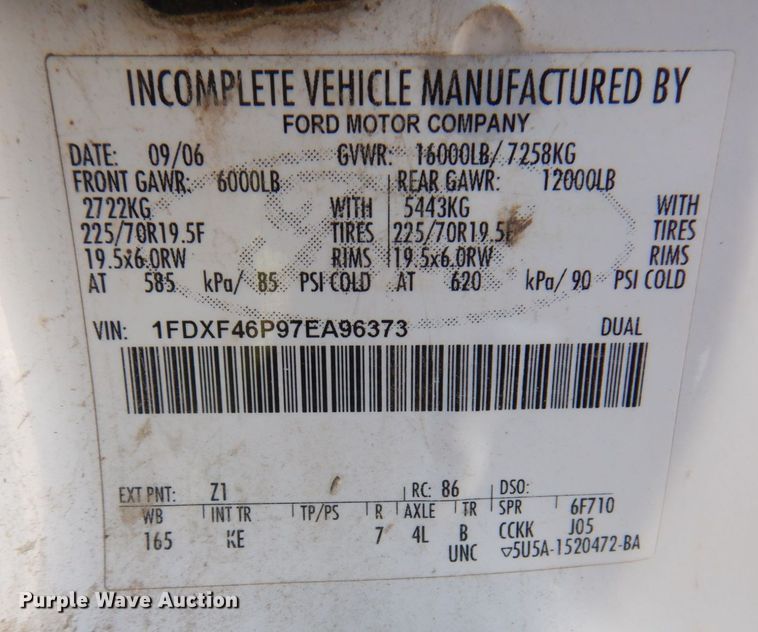 INCOMPLETE VEHICLE MANUFACTURED BY
FORD MOTOR COMPANY
DATE: 09/06 GVWR: 16000LB/ 7258KG
FRONT GAWR: 6000LB REAR GAWR: 12000LB
2722KG WITH 5443KG WITH
225/70R19.5F TIRES 225/70R19.5F TIRES
19.5x6.0RW RIMS 19.5x6.0RW RIMS
AT 585 kPa/ 85 PSI COLD AT 620 kPa/ 90 PSI COLD
VIN: 1FDXF46P97EA96373 DUAL
EXT PNT: Z1 RC: 86 DSO:
WB INT TR TP/PS R AXLE TR SPR 6F710
165 KE 7 4L B CCKK J05
UNC ▽5U5A-1520472-BA
Purple Wave Auction